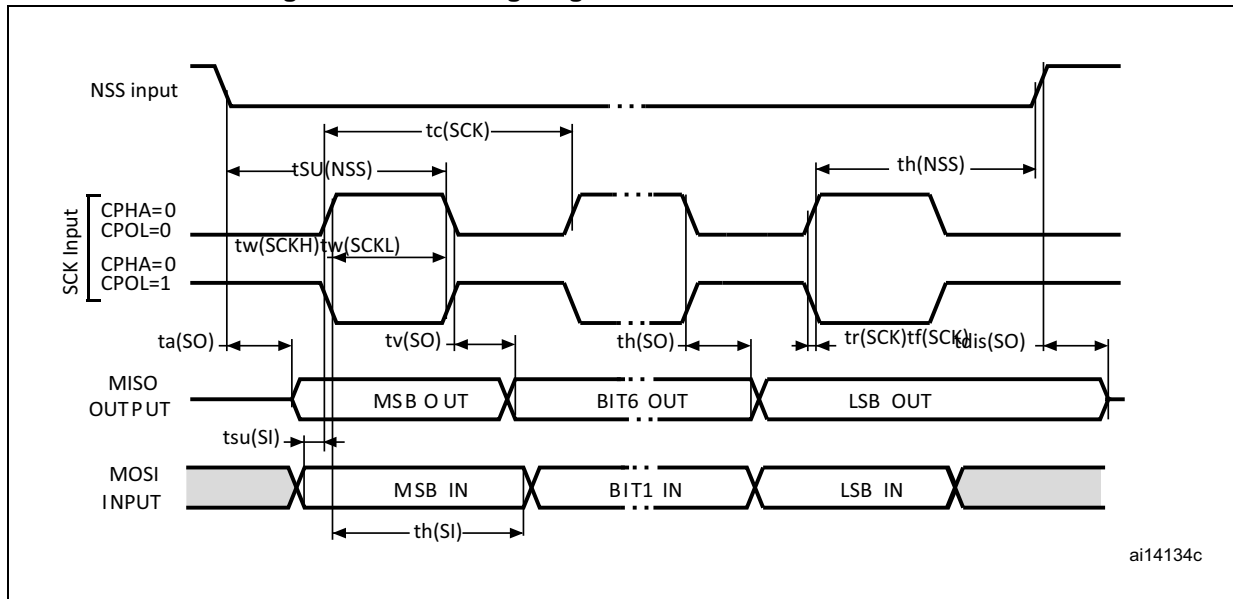 NSS input
tc(SCK)
tSU(NSS)
th(NSS)
SCK Input
CPHA=0
CPOL=0
tw(SCKH)tw(SCKL)
CPHA=0
CPOL=1
ta(SO)
tv(SO)
th(SO)
tr(SCK)tf(SCK)
tdis(SO)
MISO
OUTPUT
MSB OUT
BIT6 OUT
LSB OUT
tsu(SI)
MOSI
INPUT
MSB IN
BIT1 IN
LSB IN
th(SI)
ai14134c